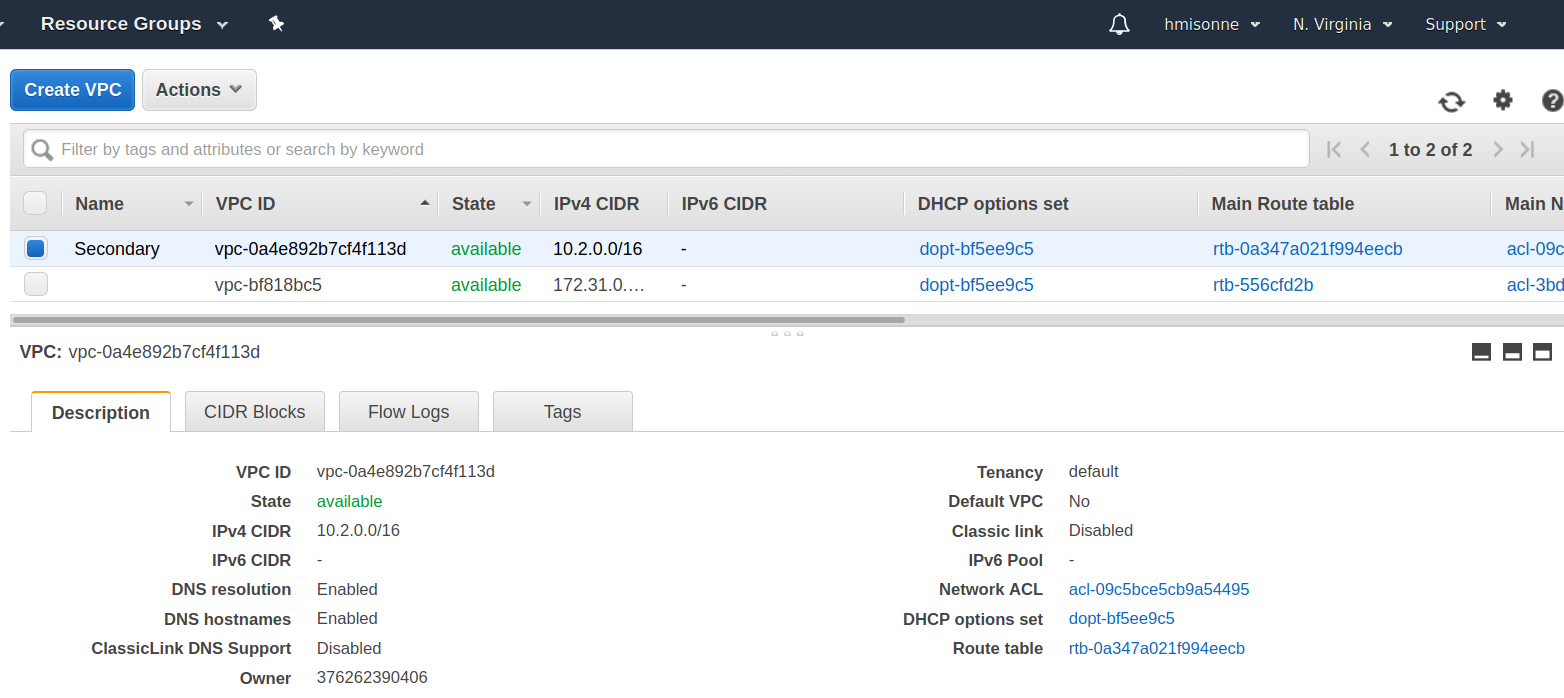 Resource Groups hmisonne N. Virginia Support
Create VPC Actions
Filter by tags and attributes or search by keyword 1 to 2 of 2
Name VPC ID State IPv4 CIDR IPv6 CIDR DHCP options set Main Route table Main N
Secondary vpc-0a4e892b7cf4f113d available 10.2.0.0/16 - dopt-bf5ee9c5 rtb-0a347a021f994eecb acl-09c
vpc-bf818bc5 available 172.31.0.… - dopt-bf5ee9c5 rtb-556cfd2b acl-3bd
VPC: vpc-0a4e892b7cf4f113d
Description CIDR Blocks Flow Logs Tags
VPC ID vpc-0a4e892b7cf4f113d Tenancy default
State available Default VPC No
IPv4 CIDR 10.2.0.0/16 Classic link Disabled
IPv6 CIDR - IPv6 Pool -
DNS resolution Enabled Network ACL acl-09c5bce5cb9a54495
DNS hostnames Enabled DHCP options set dopt-bf5ee9c5
ClassicLink DNS Support Disabled Route table rtb-0a347a021f994eecb
Owner 376262390406